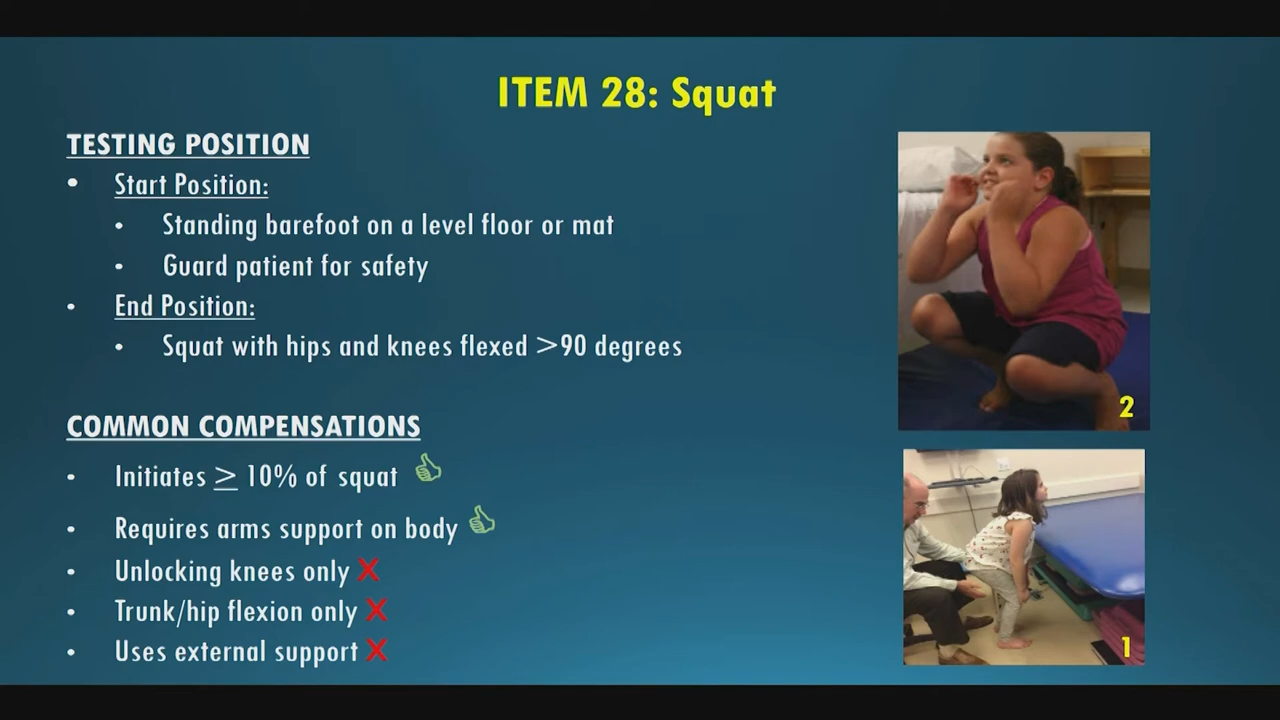 ITEM 28: Squat
TESTING POSITION
• Start Position:
• Standing barefoot on a level floor or mat
• Guard patient for safety
• End Position:
• Squat with hips and knees flexed >90 degrees
COMMON COMPENSATIONS
• Initiates ≥ 10% of squat
• Requires arms support on body
• Unlocking knees only X
• Trunk/hip flexion only X
• Uses external support X
2
1